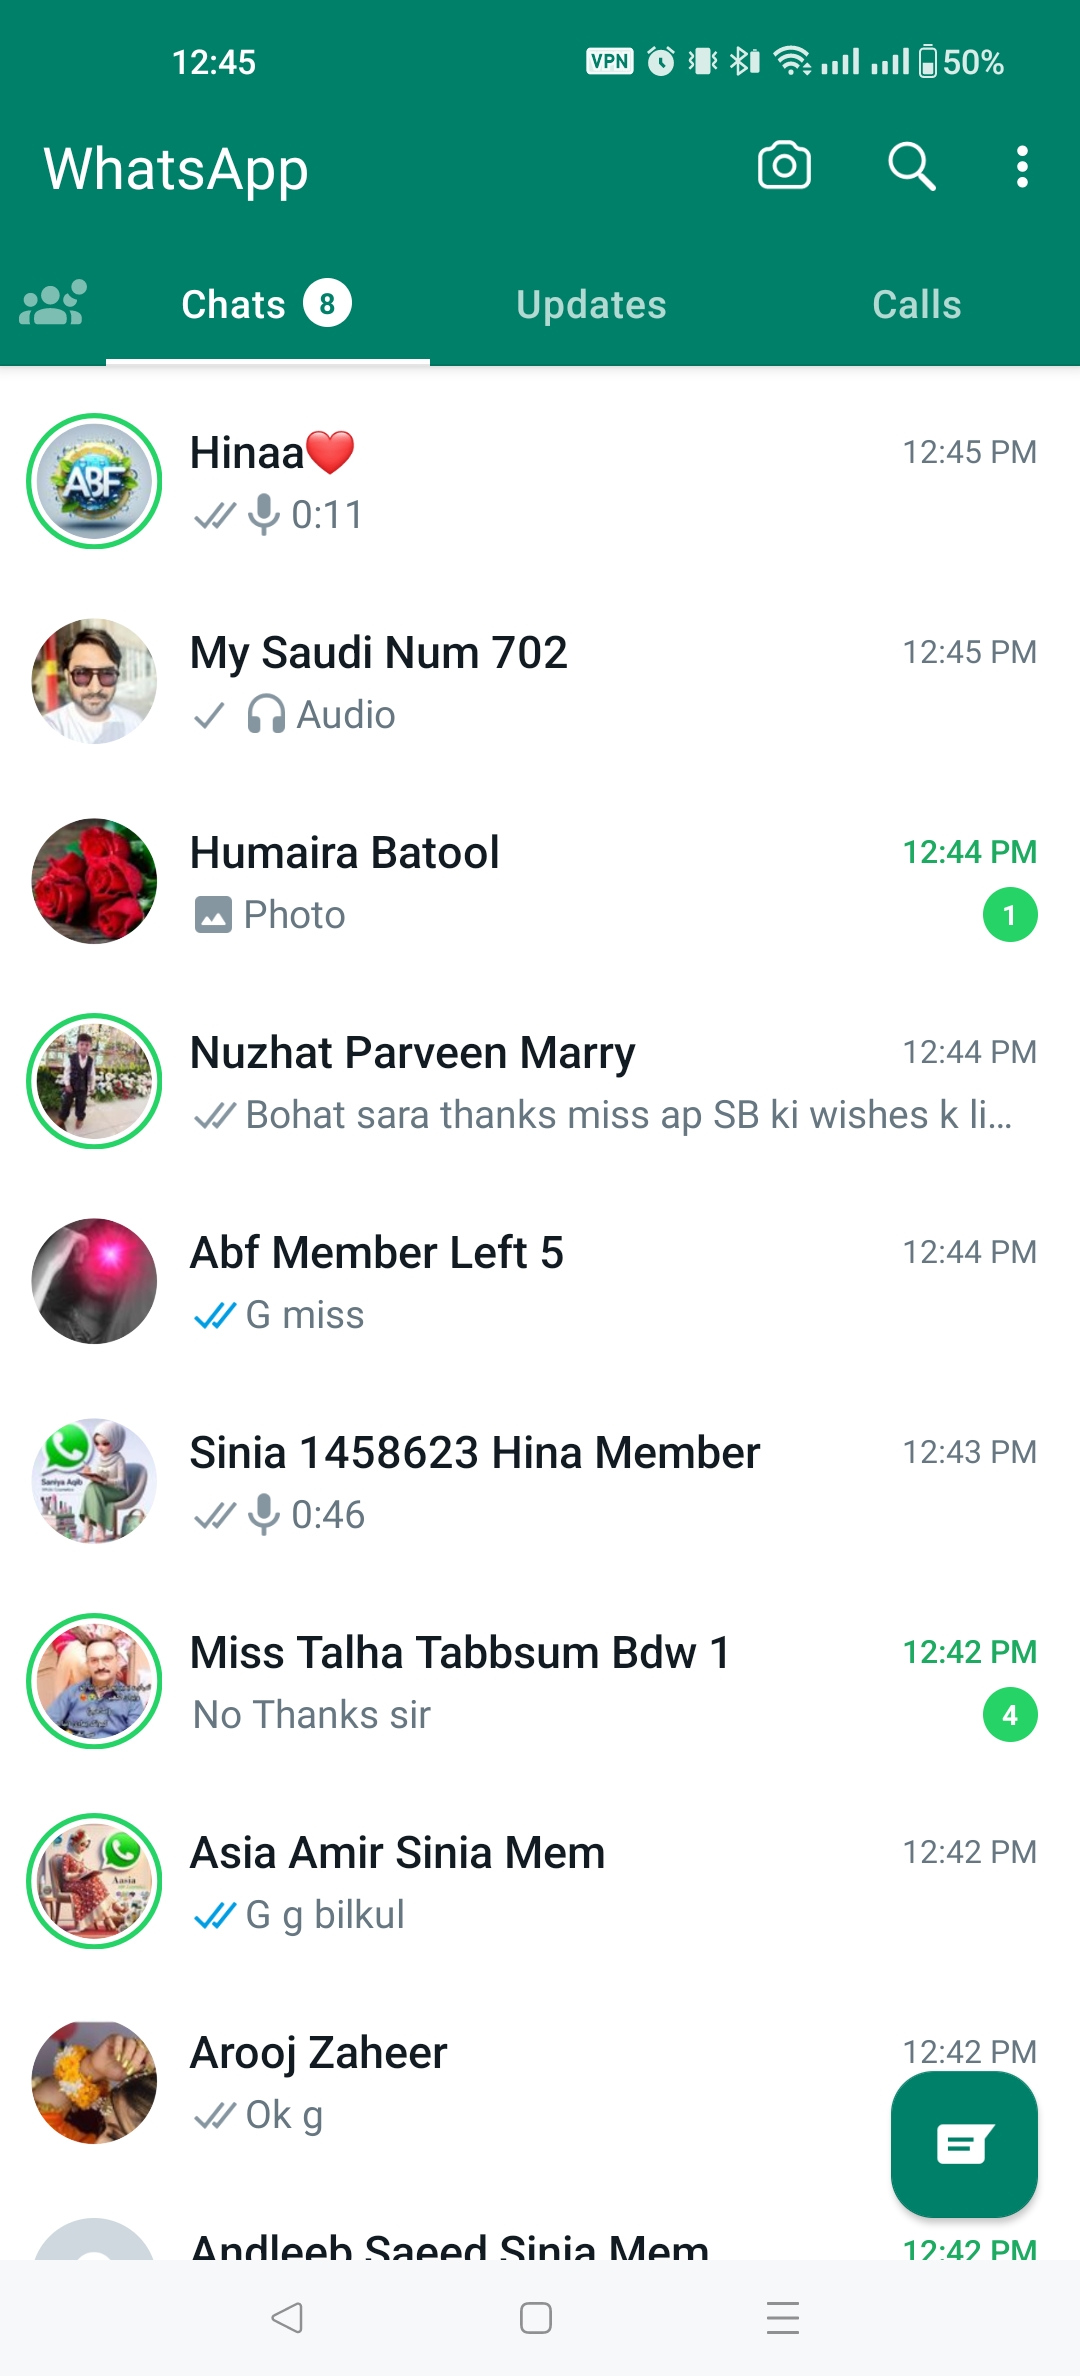 12:45 VPN 50%
WhatsApp
Chats 8 Updates Calls
ABF
Hinaa❤️ 12:45 PM
0:11
My Saudi Num 702 12:45 PM
Audio
Humaira Batool 12:44 PM
Photo 1
Nuzhat Parveen Marry 12:44 PM
Bohat sara thanks miss ap SB ki wishes k li...
Abf Member Left 5 12:44 PM
G miss
Sinia 1458623 Hina Member 12:43 PM
Saniya Aqib
0:46
Miss Talha Tabbsum Bdw 1 12:42 PM
No Thanks sir 4
Asia Amir Sinia Mem 12:42 PM
Aasia
G g bilkul
Arooj Zaheer 12:42 PM
Ok g
Andleeb Saeed Sinia Mem 12:42 PM